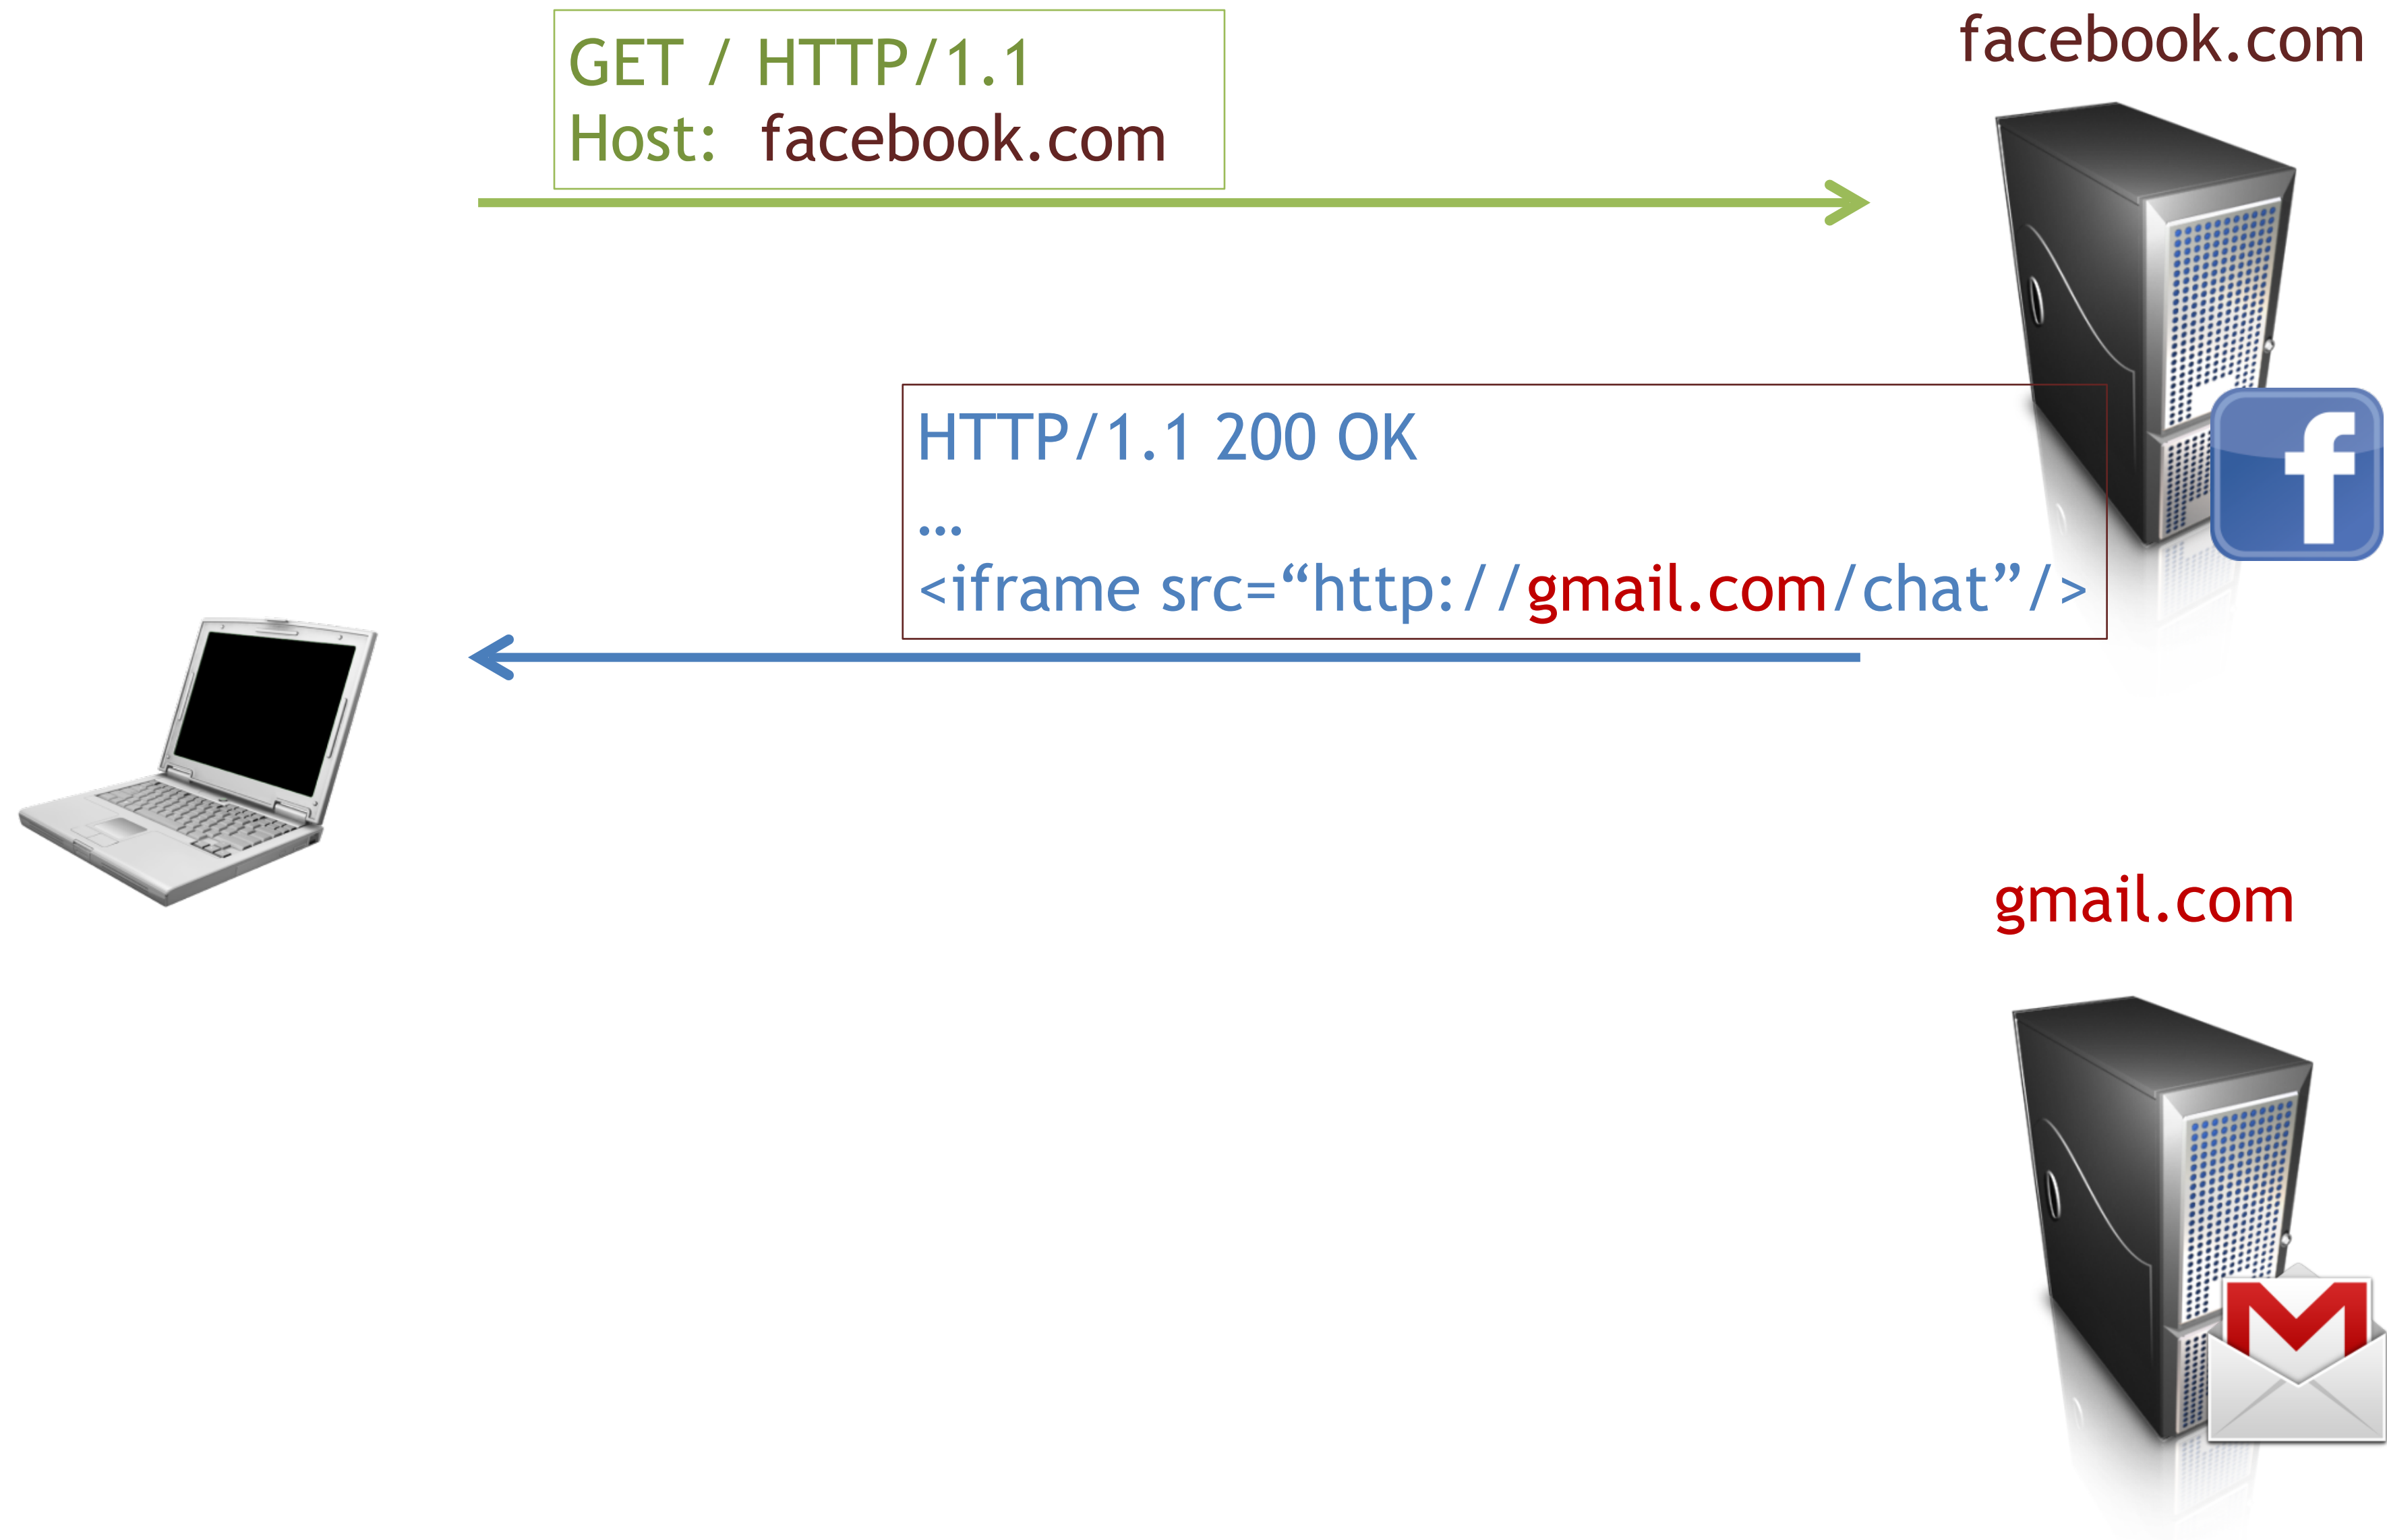 facebook.com
GET / HTTP/1.1
Host: facebook.com
HTTP/1.1 200 OK
…
<iframe src=“http://gmail.com/chat”/>
gmail.com